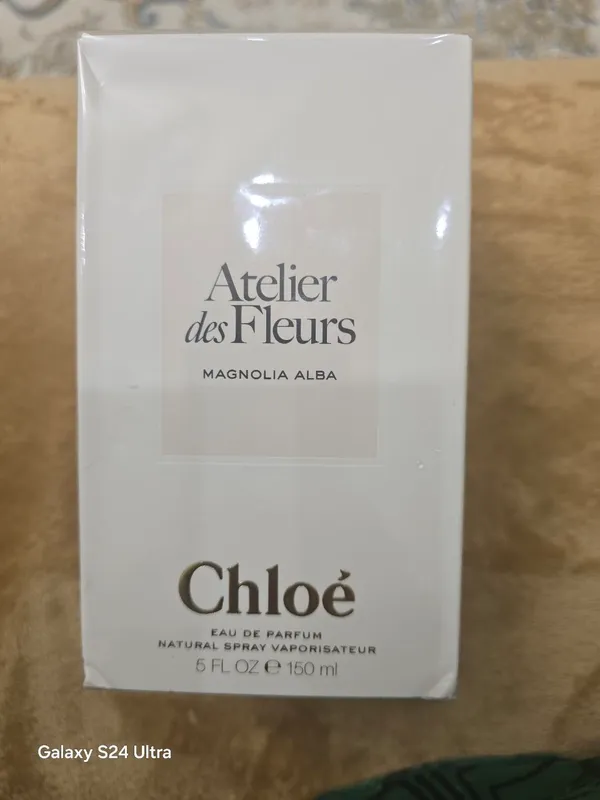 Atelier
des Fleurs
MAGNOLIA ALBA
Chloé
EAU DE PARFUM
NATURAL SPRAY VAPORISATEUR
5 FL OZ ℮ 150 ml
Galaxy S24 Ultra